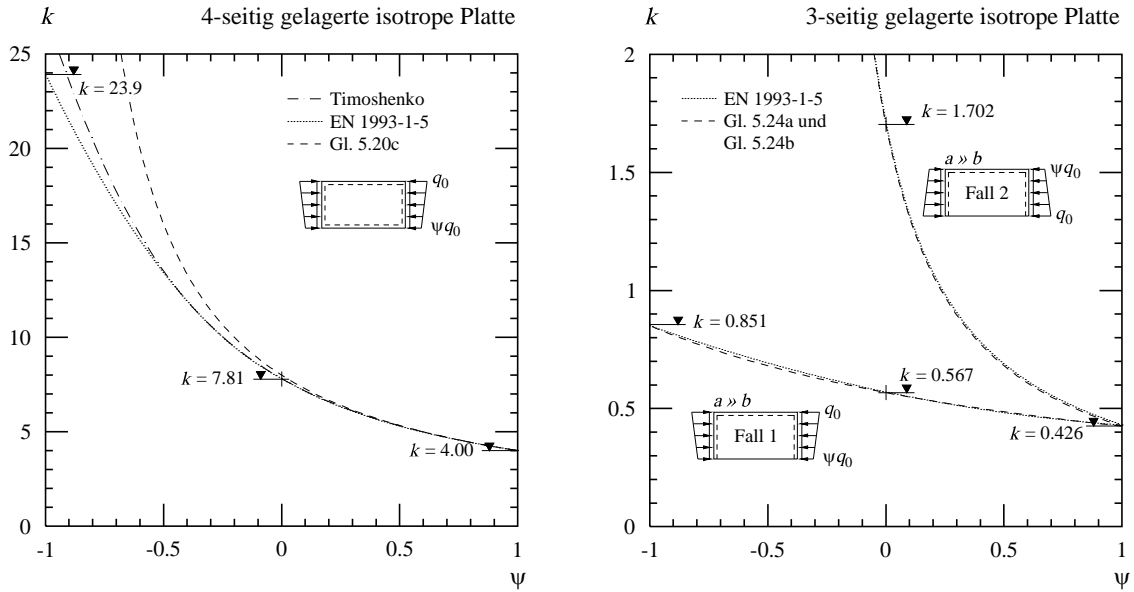 k
4-seitig gelagerte isotrope Platte
25
20
15
10
5
0
-1
-0.5
0
0.5
1
ψ
k = 23.9
Timoshenko
EN 1993-1-5
Gl. 5.20c
q0
ψq0
k = 7.81
k = 4.00
k
3-seitig gelagerte isotrope Platte
2
1.5
1
0.5
0
-1
-0.5
0
0.5
1
ψ
EN 1993-1-5
Gl. 5.24a und
Gl. 5.24b
k = 1.702
a » b
ψq0
Fall 2
q0
k = 0.851
k = 0.567
a » b
q0
Fall 1
ψq0
k = 0.426